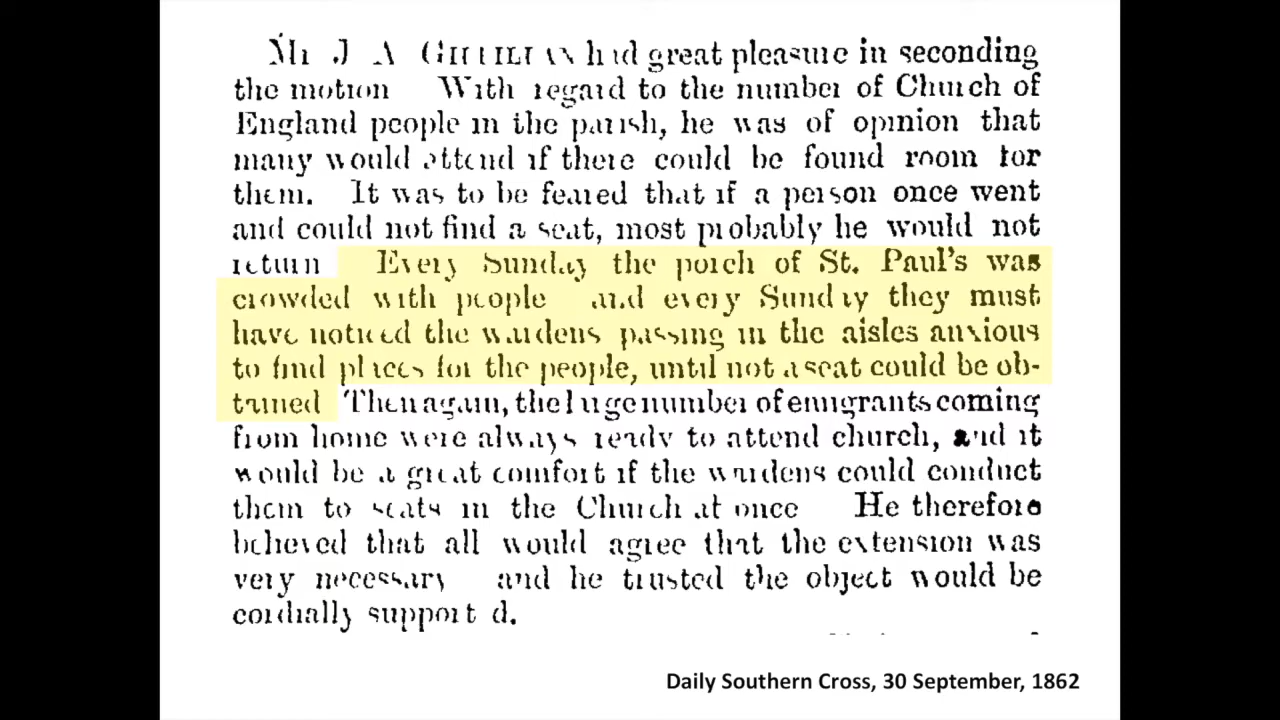 Mr J A had great pleasure in seconding
the motion With regard to the number of Church of
England people in the parish, he was of opinion that
many would attend if there could be found room for
them. It was to be feared that if a person once went
and could not find a seat, most probably he would not
return Every Sunday the porch of St. Paul's was
crowded with people and every Sunday they must
have noticed the wardens passing in the aisles anxious
to find places for the people, until not a seat could be ob-
tained Then again, the large number of emigrants coming
from home were always ready to attend church, and it
would be a great comfort if the wardens could conduct
them to seats in the Church at once He therefore
believed that all would agree that the extension was
very necessary and he trusted the object would be
cordially support d.
Daily Southern Cross, 30 September, 1862